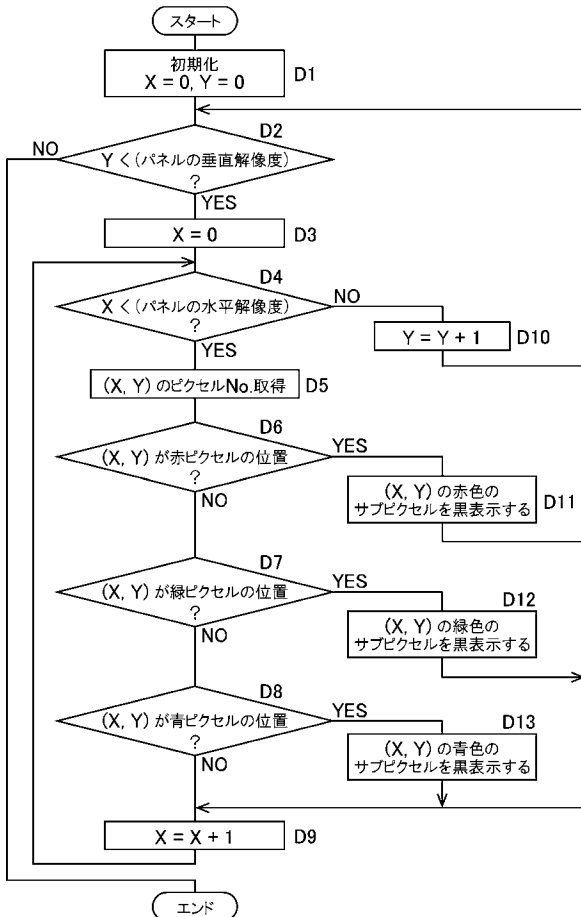 スタート
初期化
X = 0, Y = 0
D1
D2
NO
Y <(パネルの垂直解像度)
?
YES
X = 0
D3
D4
X <(パネルの水平解像度)
?
NO
YES
Y = Y + 1
D10
(X, Y) のピクセルNo.取得
D5
D6
(X, Y) が赤ピクセルの位置
?
YES
NO
(X, Y) の赤色の
サブピクセルを黒表示する
D11
D7
(X, Y) が緑ピクセルの位置
?
YES
NO
D12
(X, Y) の緑色の
サブピクセルを黒表示する
D8
(X, Y) が青ピクセルの位置
?
YES
NO
D13
(X, Y) の青色の
サブピクセルを黒表示する
X = X + 1
D9
エンド